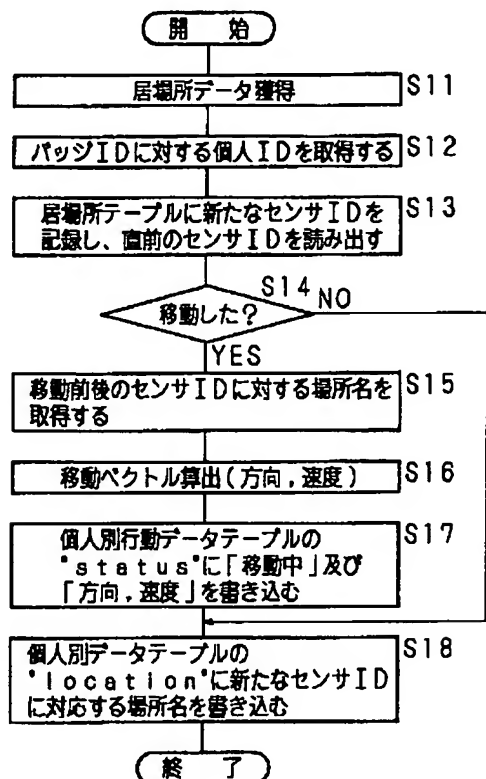 開 始
居場所データ獲得 S11
バッジIDに対する個人IDを取得する S12
居場所テーブルに新たなセンサIDを S13
記録し、直前のセンサIDを読み出す
S14 NO
移動した?
YES
移動前後のセンサIDに対する場所名を S15
取得する
移動ベクトル算出(方向,速度) S16
個人別行動データテーブルの S17
"status"に「移動中」及び
「方向,速度」を書き込む
個人別データテーブルの S18
"location"に新たなセンサID
に対応する場所名を書き込む
終 了